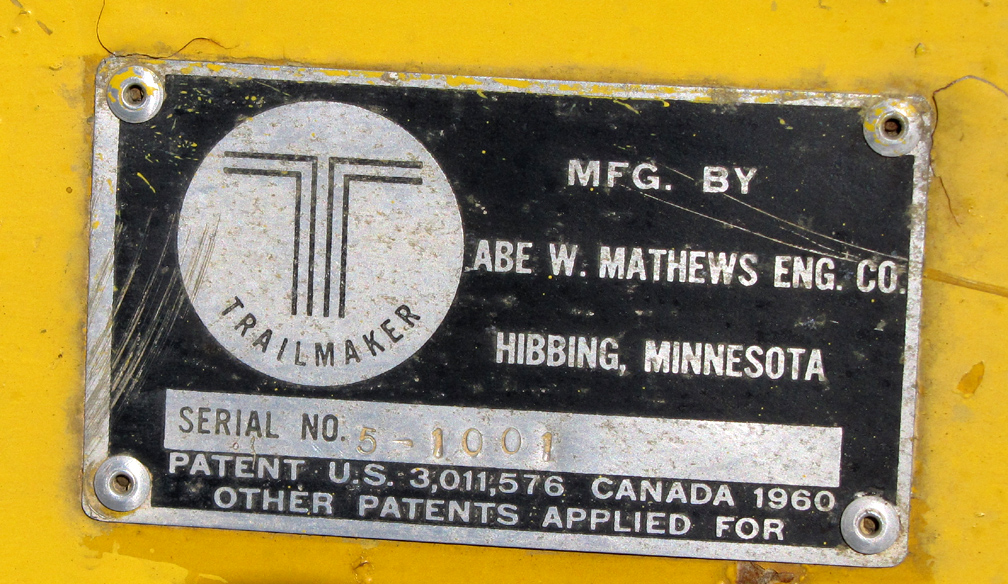 TRAILMAKER
MFG. BY
ABE W. MATHEWS ENG. CO.
HIBBING, MINNESOTA
SERIAL NO. 5-1001
PATENT U.S. 3,011,576 CANADA 1960
OTHER PATENTS APPLIED FOR